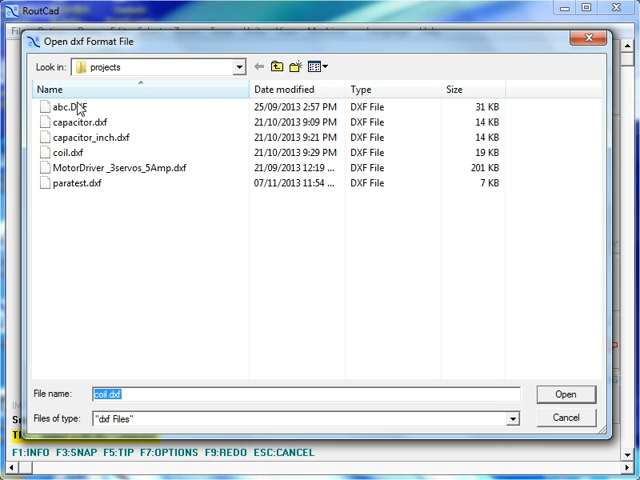 RoutCad
Open dxf Format File
Look in: projects
Name Date modified Type Size
abc.DXF 25/09/2013 2:57 PM DXF File 31 KB
capacitor.dxf 21/10/2013 9:09 PM DXF File 14 KB
capacitor_inch.dxf 21/10/2013 9:21 PM DXF File 14 KB
coil.dxf 21/10/2013 9:29 PM DXF File 19 KB
MotorDriver _3servos_5Amp.dxf 21/09/2013 12:19 ... DXF File 201 KB
paratest.dxf 07/11/2013 11:54 ... DXF File 7 KB
File name: coil.dxf Open
Files of type: "dxf Files" Cancel
F1:INFO F3:SNAP F5:TIP F7:OPTIONS F9:REDO ESC:CANCEL